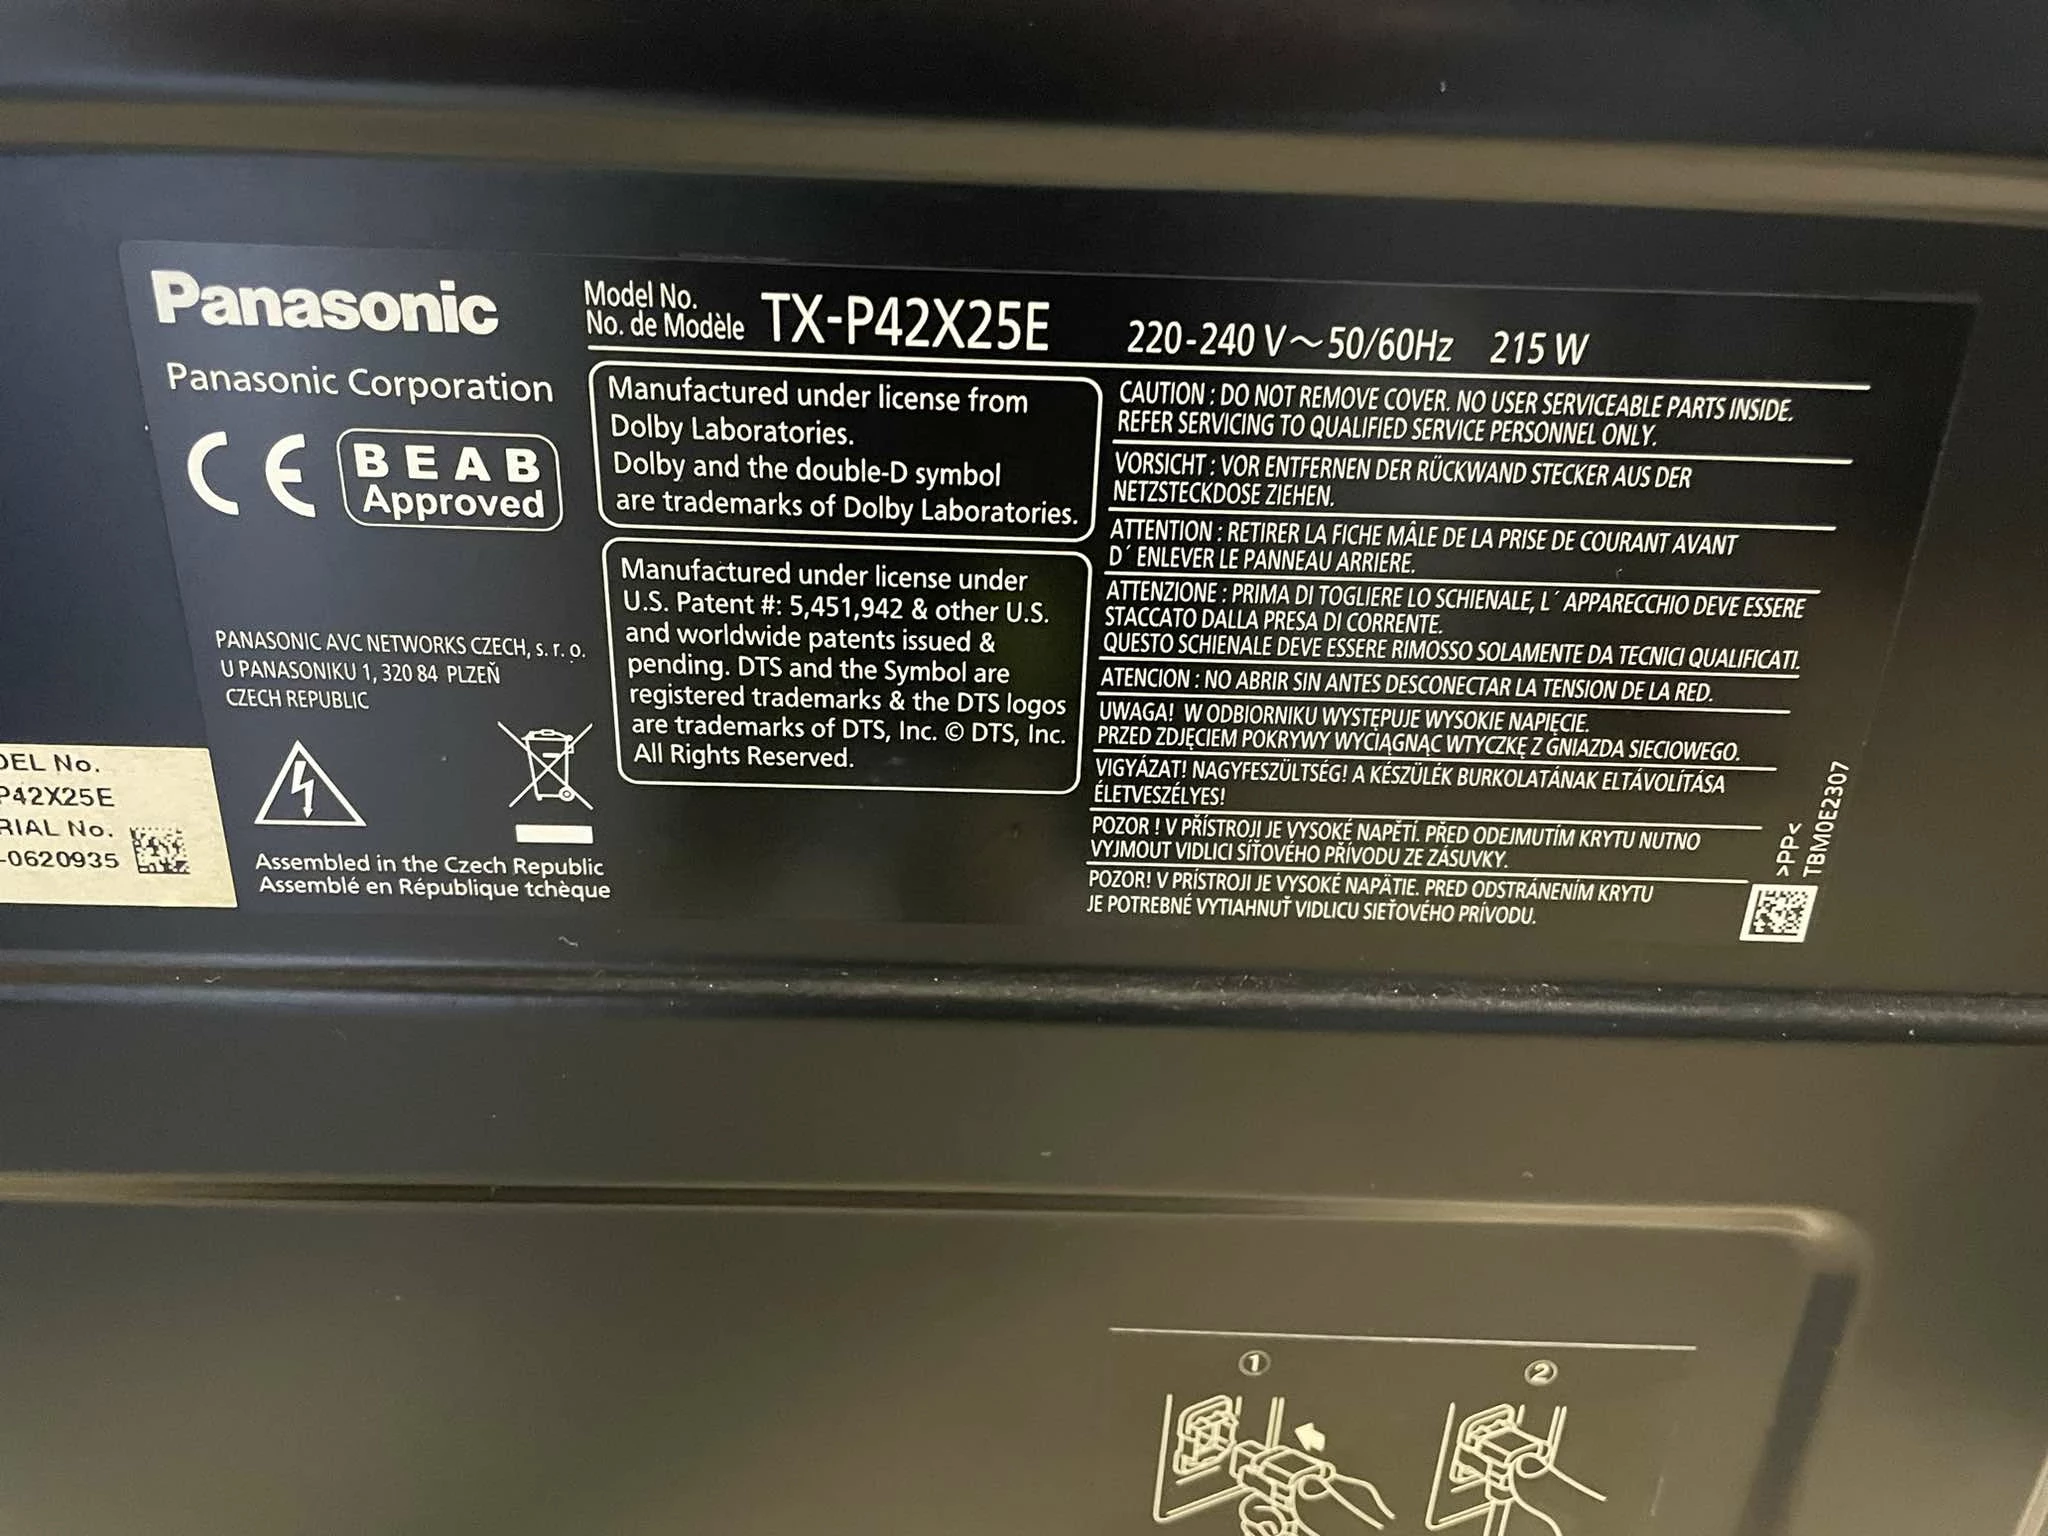 Panasonic
Panasonic Corporation
CE
BEAB
Approved
PANASONIC AVC NETWORKS CZECH, s. r. o.
U PANASONIKU 1, 320 84 PLZEŇ
CZECH REPUBLIC
Assembled in the Czech Republic
Assemblé en République tchèque
DEL No.
P42X25E
RIAL No.
-0620935
Model No.
No. de Modèle
TX-P42X25E
220-240 V～50/60Hz 215 W
Manufactured under license from
Dolby Laboratories.
Dolby and the double-D symbol
are trademarks of Dolby Laboratories.
Manufactured under license under
U.S. Patent #: 5,451,942 & other U.S.
and worldwide patents issued &
pending. DTS and the Symbol are
registered trademarks & the DTS logos
are trademarks of DTS, Inc. © DTS, Inc.
All Rights Reserved.
CAUTION : DO NOT REMOVE COVER. NO USER SERVICEABLE PARTS INSIDE.
REFER SERVICING TO QUALIFIED SERVICE PERSONNEL ONLY.
VORSICHT : VOR ENTFERNEN DER RÜCKWAND STECKER AUS DER
NETZSTECKDOSE ZIEHEN.
ATTENTION : RETIRER LA FICHE MÂLE DE LA PRISE DE COURANT AVANT
D´ ENLEVER LE PANNEAU ARRIERE.
ATTENZIONE : PRIMA DI TOGLIERE LO SCHIENALE, L´ APPARECCHIO DEVE ESSERE
STACCATO DALLA PRESA DI CORRENTE.
QUESTO SCHIENALE DEVE ESSERE RIMOSSO SOLAMENTE DA TECNICI QUALIFICATI.
ATENCION : NO ABRIR SIN ANTES DESCONECTAR LA TENSION DE LA RED.
UWAGA! W ODBIORNIKU WYSTĘPUJE WYSOKIE NAPIĘCIE.
PRZED ZDJĘCIEM POKRYWY WYCIĄGNĄĆ WTYCZKĘ Z GNIAZDA SIECIOWEGO.
VIGYÁZAT! NAGYFESZÜLTSÉG! A KÉSZÜLÉK BURKOLATÁNAK ELTÁVOLÍTÁSA
ÉLETVESZÉLYES!
POZOR ! V PŘÍSTROJI JE VYSOKÉ NAPĚTÍ. PŘED ODEJMUTÍM KRYTU NUTNO
VYJMOUT VIDLICI SÍŤOVÉHO PŘÍVODU ZE ZÁSUVKY.
POZOR! V PRÍSTROJI JE VYSOKÉ NAPÄTIE. PRED ODSTRÁNENÍM KRYTU
JE POTREBNÉ VYTIAHNUŤ VIDLICU SIEŤOVÉHO PRÍVODU.
>PP<
TBM0E2307
①
②